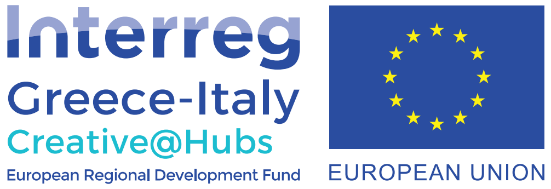 Interreg
Greece-Italy
Creative@Hubs
European Regional Development Fund
EUROPEAN UNION